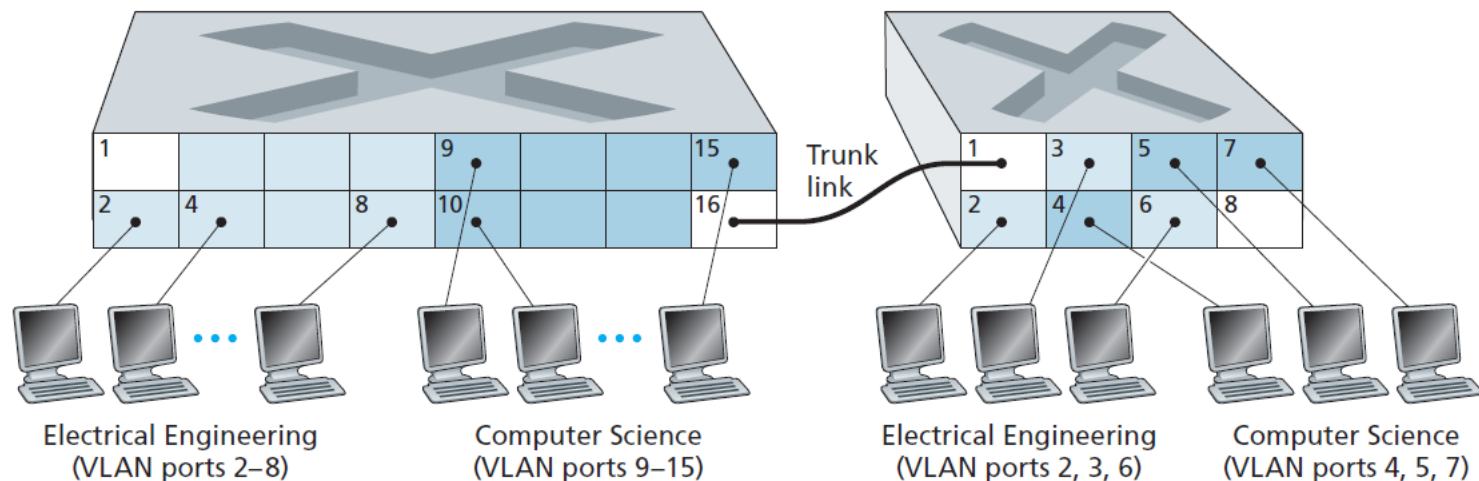 1 9 15
2 4 8 10 16
Trunk
link
1 3 5 7
2 4 6 8
Electrical Engineering
(VLAN ports 2–8)
Computer Science
(VLAN ports 9–15)
Electrical Engineering
(VLAN ports 2, 3, 6)
Computer Science
(VLAN ports 4, 5, 7)